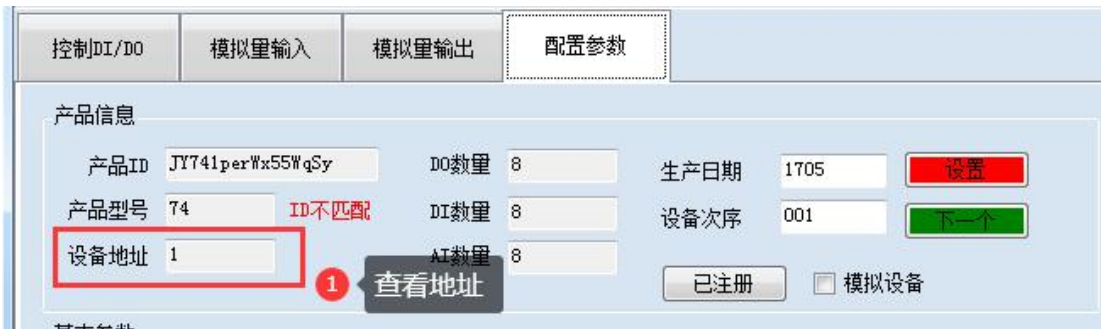 控制DI/DO 模拟量输入 模拟量输出 配置参数
产品信息
产品ID JY741perWx55WqSy DO数量 8 生产日期 1705 设置
产品型号 74 ID不匹配 DI数量 8 设备次序 001 下一个
设备地址 1 AI数量 8
1 查看地址 已注册 模拟设备
基本参数